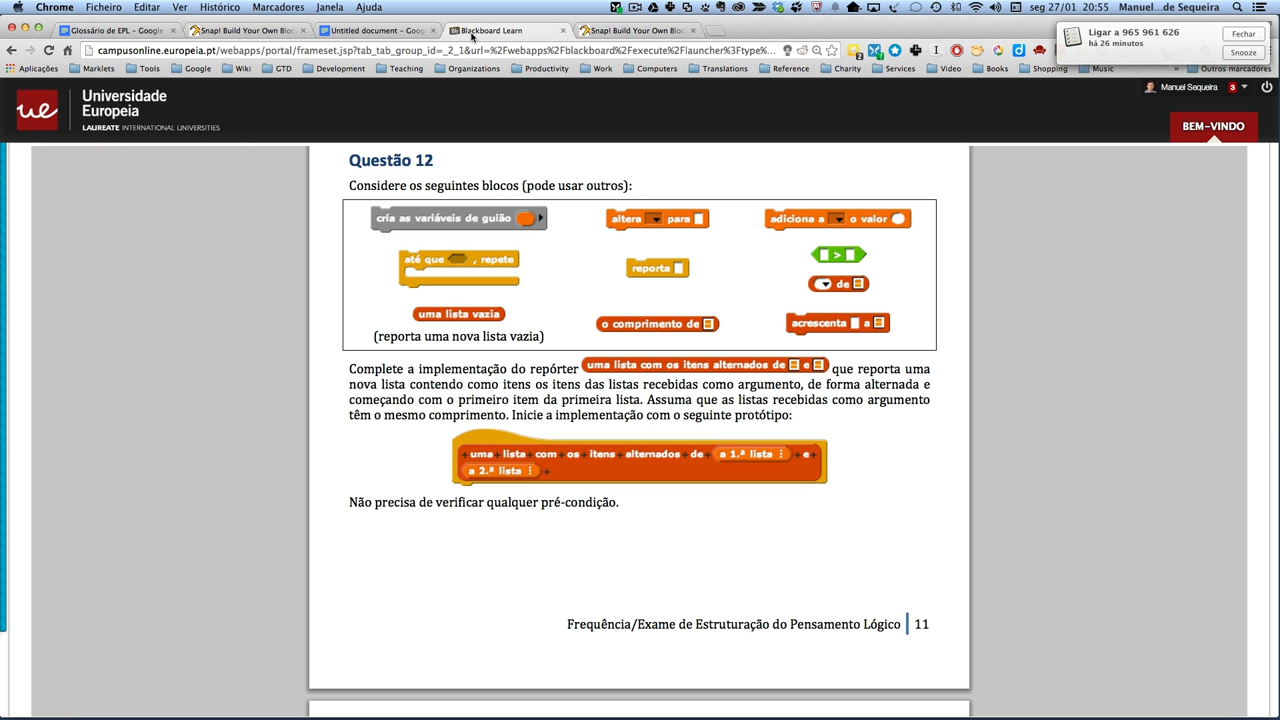 Chrome Ficheiro Editar Ver Histórico Marcadores Janela Ajuda seg 27/01 20:55 Manuel...de Sequeira
Glossário de EPL – Google Snap! Build Your Own Bloc Untitled document – Google Blackboard Learn Snap! Build Your Own Bloc
Ligar a 965 961 626
há 26 minutos
Fechar
Snooze
campusonline.europeia.pt/webapps/portal/frameset.jsp?tab_tab_group_id=_2_1&url=%2Fwebapps%2Fblackboard%2Fexecute%2Flauncher%3Ftype%...
Aplicações Marklets Tools Google Wiki GTD Development Teaching Organizations Productivity Work Computers Translations Reference Charity Services Video Books Shopping Music » Outros marcadores
Universidade
Europeia
LAUREATE INTERNATIONAL UNIVERSITIES
Manuel Sequeira 3
BEM-VINDO
Questão 12
Considere os seguintes blocos (pode usar outros):
cria as variáveis de guião altera para adiciona a o valor
até que , repete
>
reporta
de
uma lista vazia
(reporta uma nova lista vazia)
o comprimento de
acrescenta a
Complete a implementação do repórter uma lista com os itens alternados de e que reporta uma
nova lista contendo como itens os itens das listas recebidas como argumento, de forma alternada e
começando com o primeiro item da primeira lista. Assuma que as listas recebidas como argumento
têm o mesmo comprimento. Inicie a implementação com o seguinte protótipo:
+ uma + lista + com + os + itens + alternados + de + a 1.ª lista ⋮ + e +
a 2.ª lista ⋮ +
Não precisa de verificar qualquer pré-condição.
Frequência/Exame de Estruturação do Pensamento Lógico 11